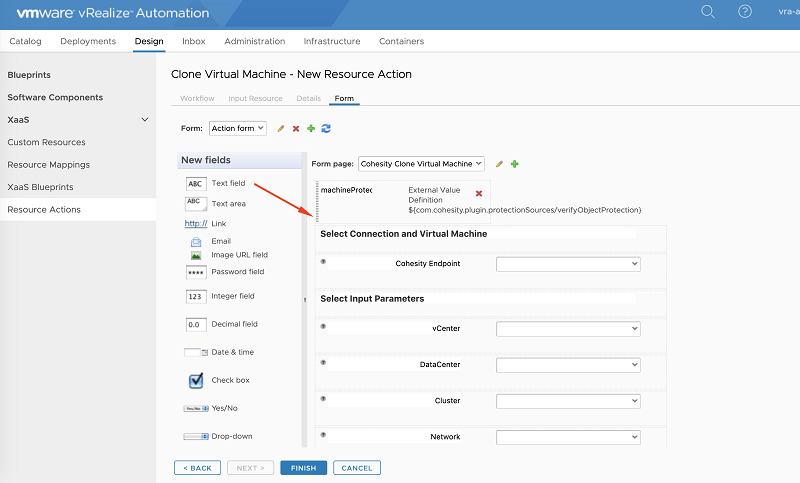 vmware vRealize™ Automation
vra-a
Catalog Deployments Design Inbox Administration Infrastructure Containers
Blueprints
Software Components
XaaS
Custom Resources
Resource Mappings
XaaS Blueprints
Resource Actions
Clone Virtual Machine - New Resource Action
Workflow Input Resource Details Form
Form: Action form
New fields
ABC Text field
ABC Text area
http:// Link
Email
Image URL field
**** Password field
123 Integer field
0.0 Decimal field
Date & time
Check box
Yes/No Yes/No
Drop-down
Form page: Cohesity Clone Virtual Machine
machineProtec
External Value
Definition
${com.cohesity.plugin.protectionSources/verifyObjectProtection}
Select Connection and Virtual Machine
Cohesity Endpoint
Select Input Parameters
vCenter
DataCenter
Cluster
Network
< BACK NEXT > FINISH CANCEL